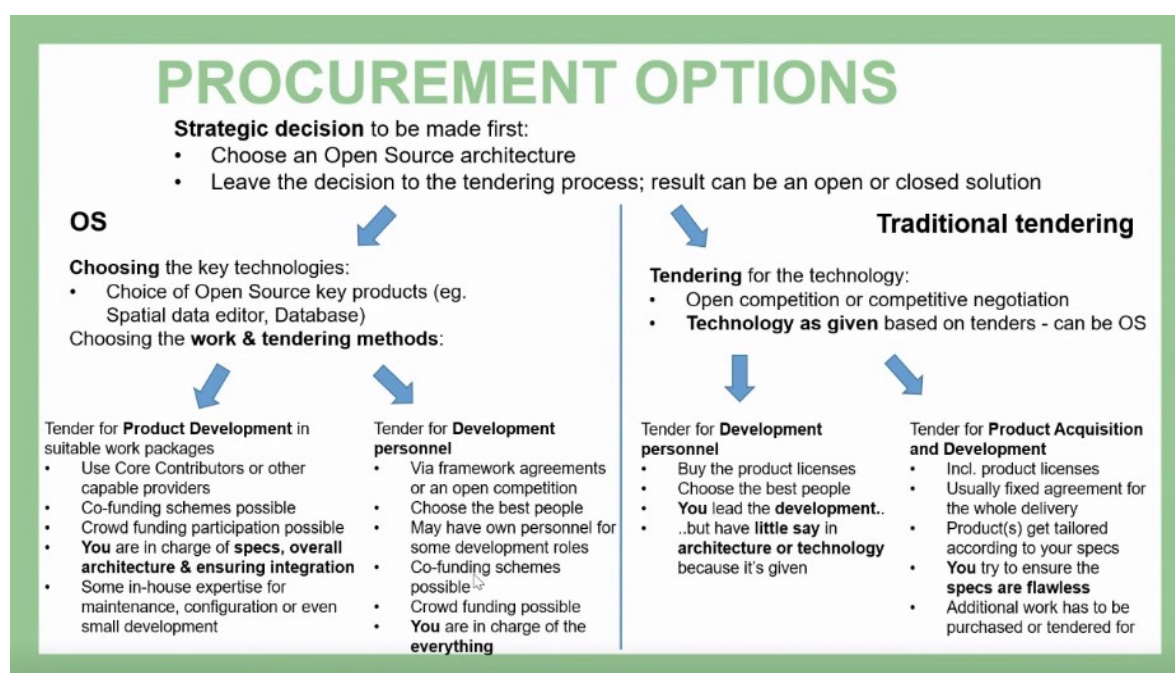 PROCUREMENT OPTIONS
Strategic decision to be made first:
• Choose an Open Source architecture
• Leave the decision to the tendering process; result can be an open or closed solution
OS
Choosing the key technologies:
• Choice of Open Source key products (eg.
Spatial data editor, Database)
Choosing the work & tendering methods:
Tender for Product Development in
suitable work packages
• Use Core Contributors or other
capable providers
• Co-funding schemes possible
• Crowd funding participation possible
• You are in charge of specs, overall
architecture & ensuring integration
• Some in-house expertise for
maintenance, configuration or even
small development
Tender for Development
personnel
• Via framework agreements
or an open competition
• Choose the best people
• May have own personnel for
some development roles
• Co-funding schemes
possible
• Crowd funding possible
• You are in charge of the
everything
Traditional tendering
Tendering for the technology:
• Open competition or competitive negotiation
• Technology as given based on tenders - can be OS
Tender for Development
personnel
• Buy the product licenses
• Choose the best people
• You lead the development..
• ..but have little say in
architecture or technology
because it's given
Tender for Product Acquisition
and Development
• Incl. product licenses
• Usually fixed agreement for
the whole delivery
• Product(s) get tailored
according to your specs
• You try to ensure the
specs are flawless
• Additional work has to be
purchased or tendered for